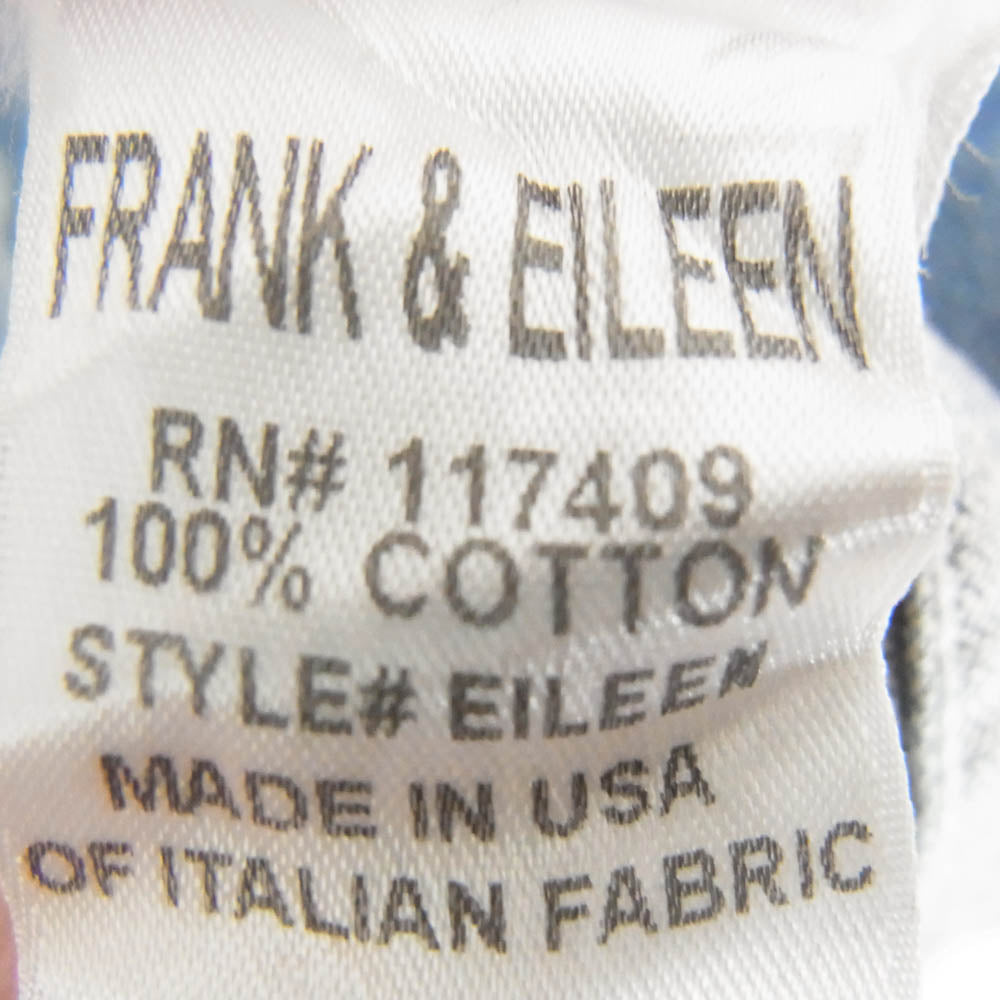 FRANK & EILEEN
RN# 117409
100% COTTON
STYLE# EILEEN
MADE IN USA
OF ITALIAN FABRIC